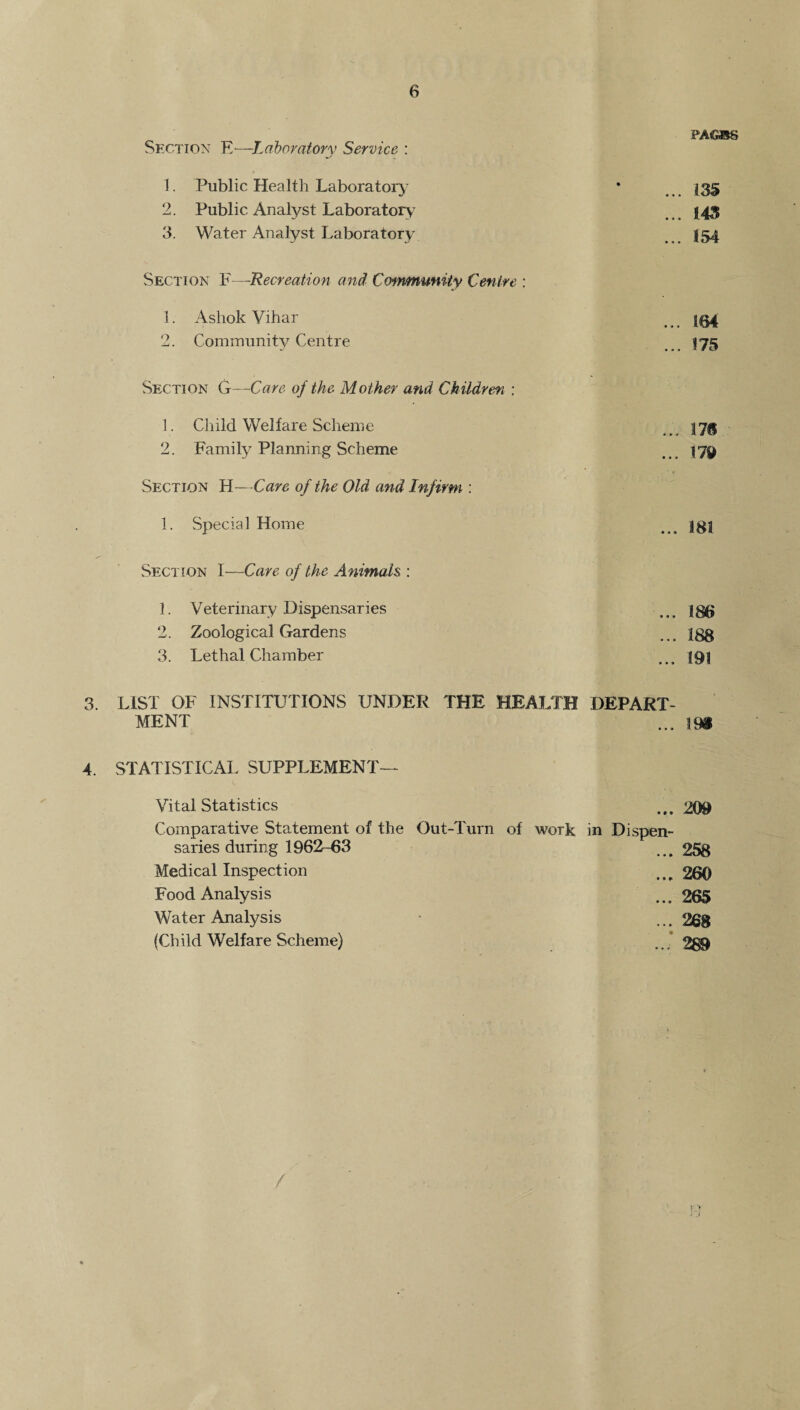 6
PAGES
Section E—Laboratory Service :
1. Public Health Laboratory ... 135
2. Public Analyst Laboratory ... 143
3. Water Analyst Laboratory ... 154
Section F—Recreation and Community Centre :
1. Ashok Vihar ... 164
2. Community Centre ... 175
Section G—Care of the Mother and Children :
1. Child Welfare Scheme ... 178
2. Family Planning Scheme ... 179
Section H—Care of the Old and Infirm :
1. Special Home ... 181
Section I—Care of the Animals :
1. Veterinary Dispensaries ... 186
2. Zoological Gardens ... 188
3. Lethal Chamber ... 191
3. LIST OF INSTITUTIONS UNDER THE HEALTH DEPART-
MENT ...
4. STATISTICAL SUPPLEMENT—
Vital Statistics ... 209
Comparative Statement of the Out-Turn of work in Dispen-
saries during 1962-63 ... 258
Medical Inspection ... 260
Food Analysis ... 265
Water Analysis ... 268
(Child Welfare Scheme) ... 289